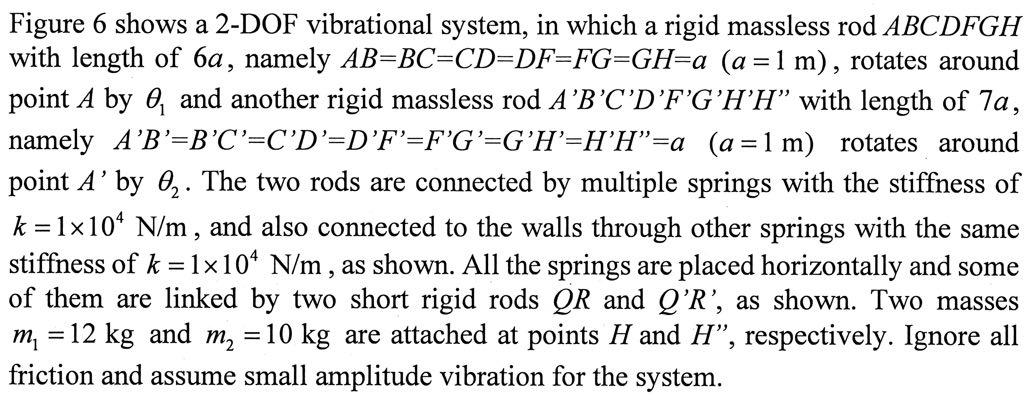 Figure 6 shows a 2-DOF vibrational system, in which a rigid massless rod ABCDFGH
with length of 6a, namely AB=BC=CD=DF=FG=GH=a (a = 1 m), rotates around
point A by θ₁ and another rigid massless rod A'B'C'D'F'G'H'H" with length of 7a,
namely A'B'=B'C'=C'D'=D'F'=F'G'=G'H'=H'H"=a (a = 1 m) rotates around
point A' by θ₂. The two rods are connected by multiple springs with the stiffness of
k = 1×10⁴ N/m, and also connected to the walls through other springs with the same
stiffness of k = 1×10⁴ N/m, as shown. All the springs are placed horizontally and some
of them are linked by two short rigid rods QR and Q'R', as shown. Two masses
m₁ = 12 kg and m₂ = 10 kg are attached at points H and H", respectively. Ignore all
friction and assume small amplitude vibration for the system.